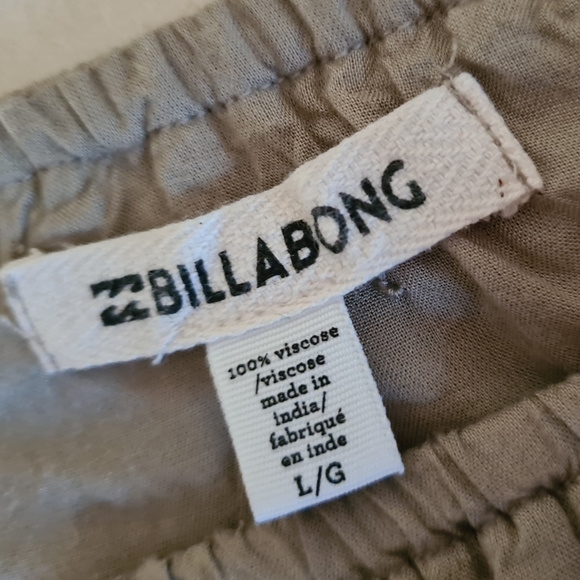 BILLABONG
100% viscose
/viscose
made in
india/
fabriqué
en inde
L/G